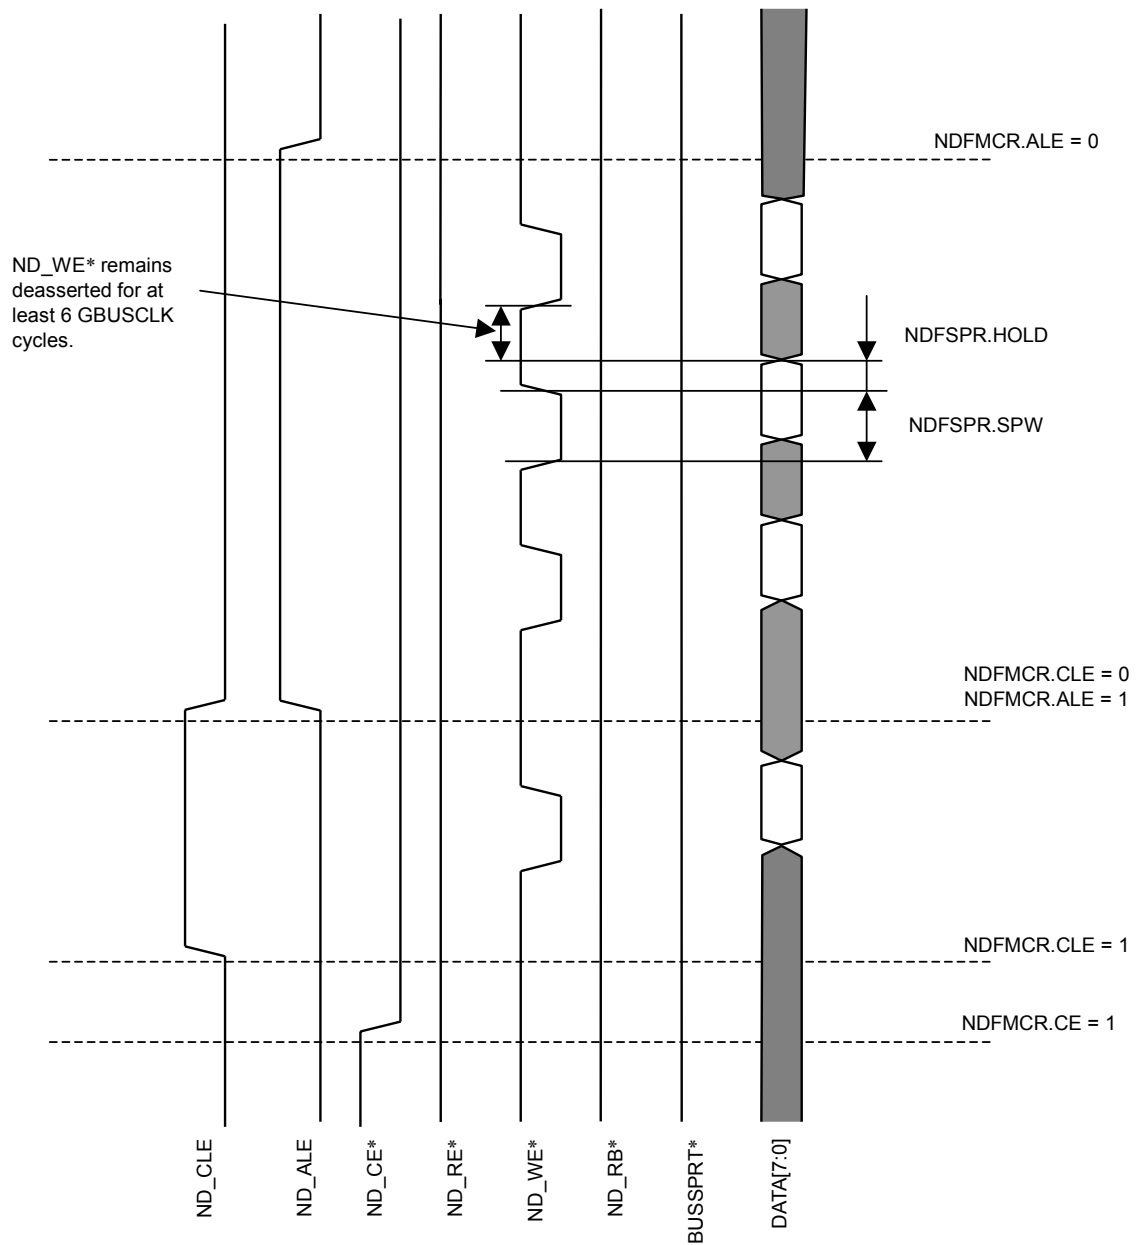 NDFMCR.ALE = 0
ND_WE* remains
deasserted for at
least 6 GBUSCLK
cycles.
NDFSPR.HOLD
NDFSPR.SPW
NDFMCR.CLE = 0
NDFMCR.ALE = 1
NDFMCR.CLE = 1
NDFMCR.CE = 1
ND_CLE
ND_ALE
ND_CE*
ND_RE*
ND_WE*
ND_RB*
BUSSPRT*
DATA[7:0]